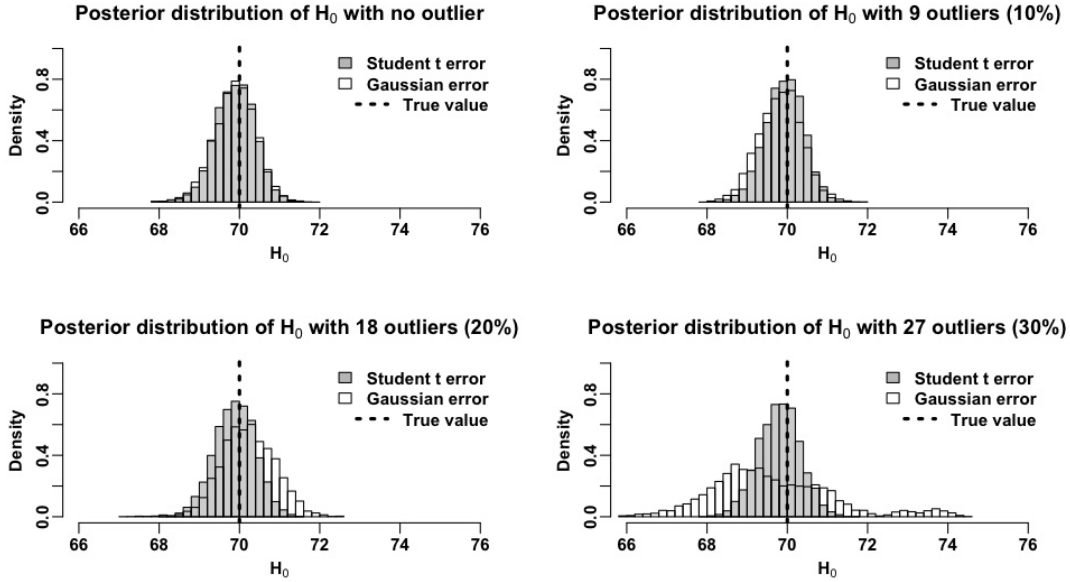 Posterior distribution of H₀ with no outlier
Density
0.0 0.4 0.8
Student t error
Gaussian error
True value
66 68 70 72 74 76
H₀
Posterior distribution of H₀ with 9 outliers (10%)
Density
0.0 0.4 0.8
Student t error
Gaussian error
True value
66 68 70 72 74 76
H₀
Posterior distribution of H₀ with 18 outliers (20%)
Density
0.0 0.4 0.8
Student t error
Gaussian error
True value
66 68 70 72 74 76
H₀
Posterior distribution of H₀ with 27 outliers (30%)
Density
0.0 0.4 0.8
Student t error
Gaussian error
True value
66 68 70 72 74 76
H₀